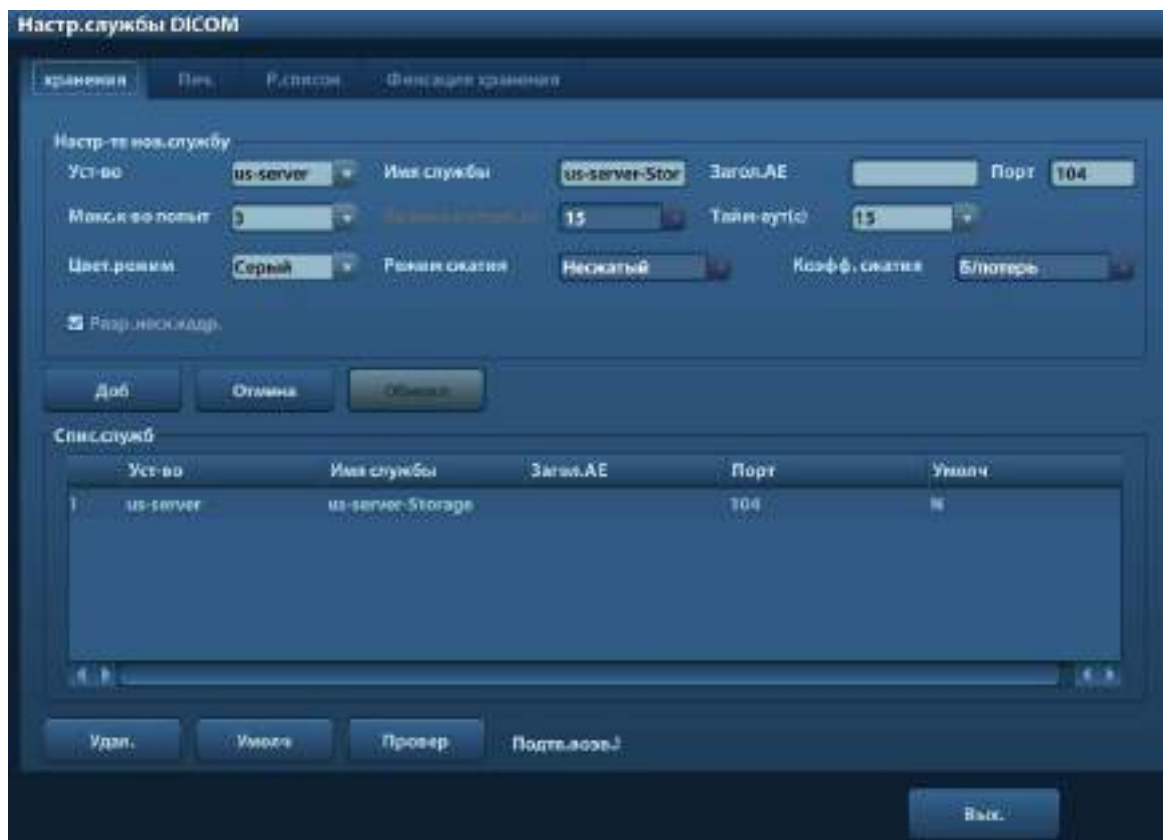 Настр.службы DICOM
хранения Печ. Р.список Фиксация хранения
Настр-те нов.службу
Уст-во us-server Имя службы us-server-Stor Загол.AE Порт 104
Макс.к-во попыт 3 15 Тайм-аут(с) 15
Цвет.режим Серый Режим сжатия Несжатый Коэфф. сжатия Б/потерь
Разр.неск.кадр.
Доб Отмена
Спис.служб
Уст-во Имя службы Загол.AE Порт Умолч
1 us-server us-server-Storage 104 N
Удал. Умолч Провер
Вых.